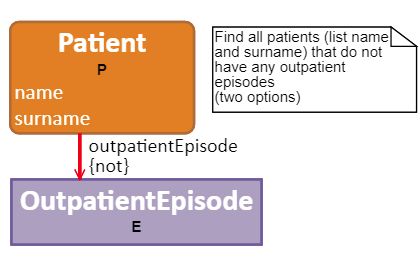 Patient
P
name
surname
Find all patients (list name
and surname) that do not
have any outpatient
episodes
(two options)
outpatientEpisode
{not}
OutpatientEpisode
E